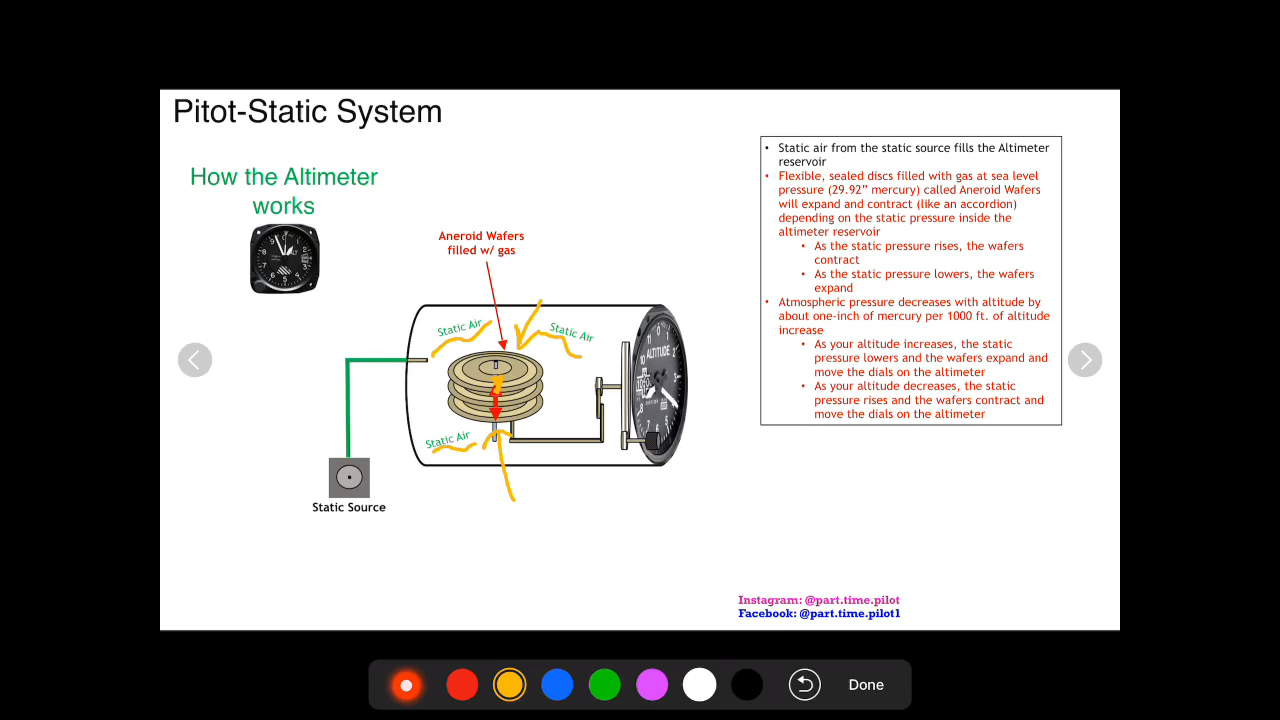 Pitot-Static System
How the Altimeter
works
Aneroid Wafers
filled w/ gas
Static Air
Static Air
Static Air
ALTITUDE
Static Source
• Static air from the static source fills the Altimeter
reservoir
• Flexible, sealed discs filled with gas at sea level
pressure (29.92” mercury) called Aneroid Wafers
will expand and contract (like an accordion)
depending on the static pressure inside the
altimeter reservoir
• As the static pressure rises, the wafers
contract
• As the static pressure lowers, the wafers
expand
• Atmospheric pressure decreases with altitude by
about one-inch of mercury per 1000 ft. of altitude
increase
• As your altitude increases, the static
pressure lowers and the wafers expand and
move the dials on the altimeter
• As your altitude decreases, the static
pressure rises and the wafers contract and
move the dials on the altimeter
Instagram: @part.time.pilot
Facebook: @part.time.pilot1
Done